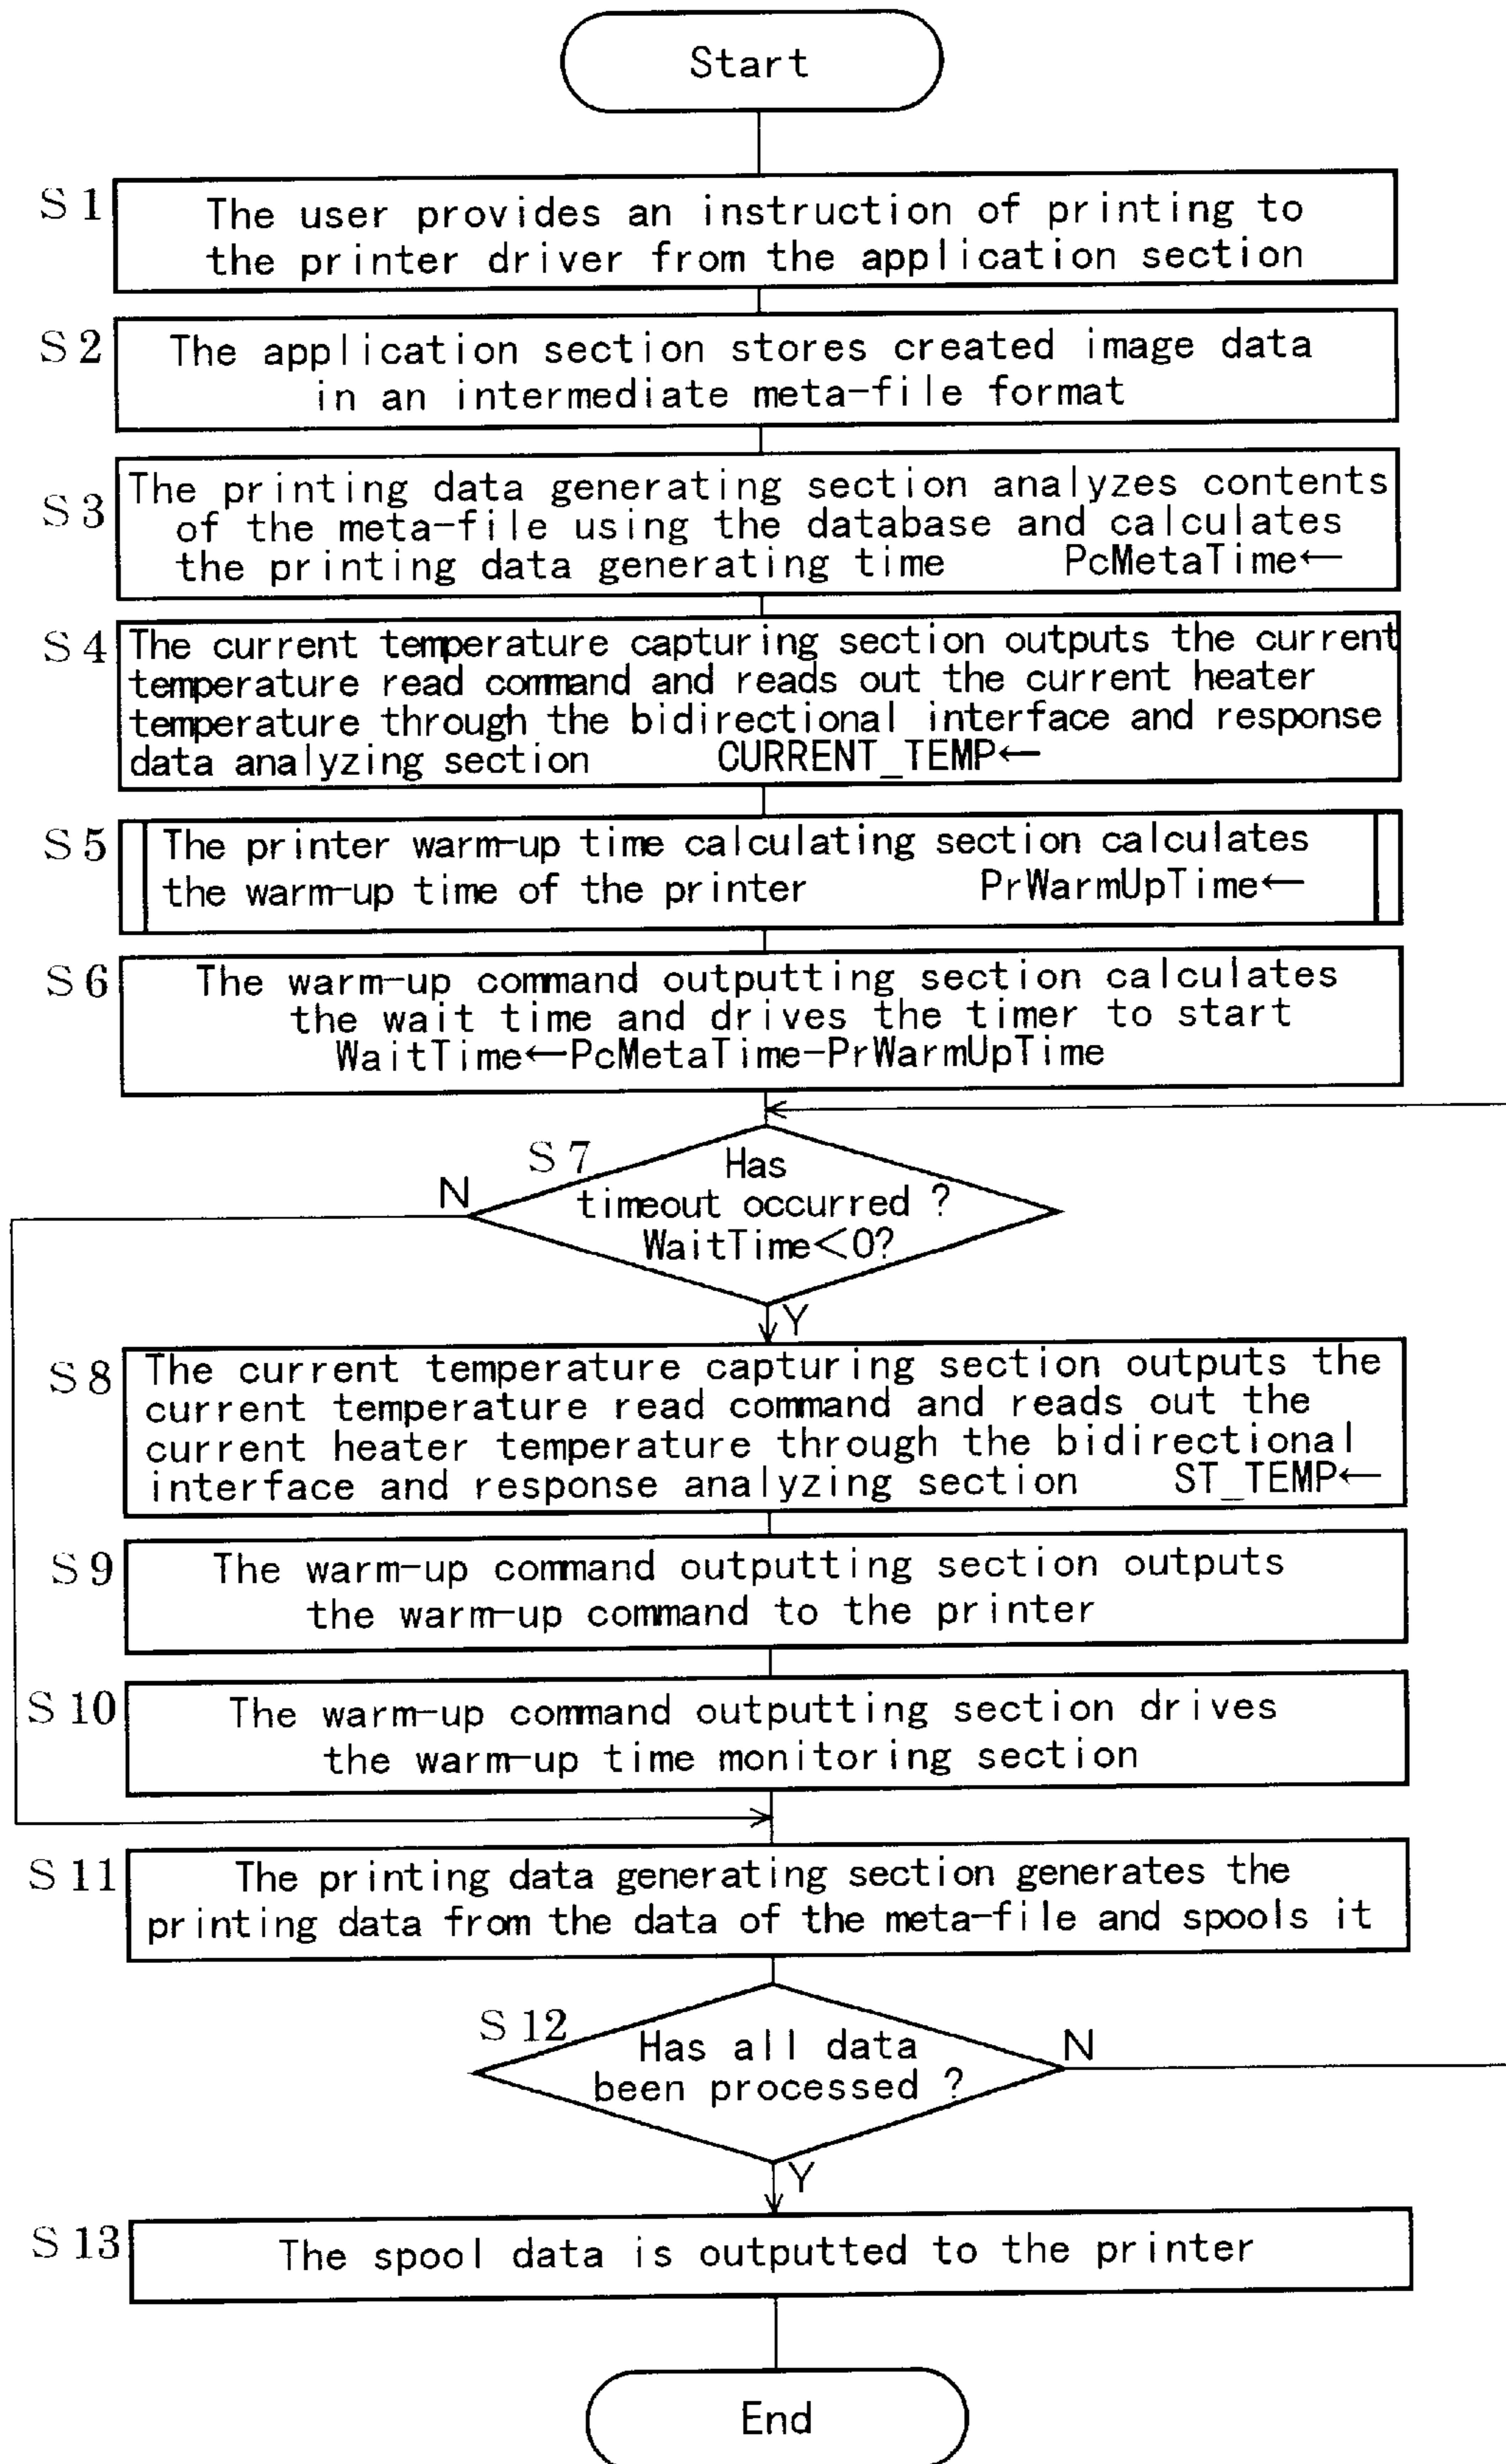 Start
S1
The user provides an instruction of printing to
the printer driver from the application section
S2
The application section stores created image data
in an intermediate meta-file format
S3
The printing data generating section analyzes contents
of the meta-file using the database and calculates
the printing data generating time PcMetaTime←
S4
The current temperature capturing section outputs the current
temperature read command and reads out the current heater
temperature through the bidirectional interface and response
data analyzing section CURRENT_TEMP←
S5
The printer warm-up time calculating section calculates
the warm-up time of the printer PrWarmUpTime←
S6
The warm-up command outputting section calculates
the wait time and drives the timer to start
WaitTime←PcMetaTime-PrWarmUpTime
S7
Has
timeout occurred ?
WaitTime<0?
N
Y
S8
The current temperature capturing section outputs the
current temperature read command and reads out the
current heater temperature through the bidirectional
interface and response analyzing section ST_TEMP←
S9
The warm-up command outputting section outputs
the warm-up command to the printer
S10
The warm-up command outputting section drives
the warm-up time monitoring section
S11
The printing data generating section generates the
printing data from the data of the meta-file and spools it
S12
Has all data
been processed ?
N
Y
S13
The spool data is outputted to the printer
End